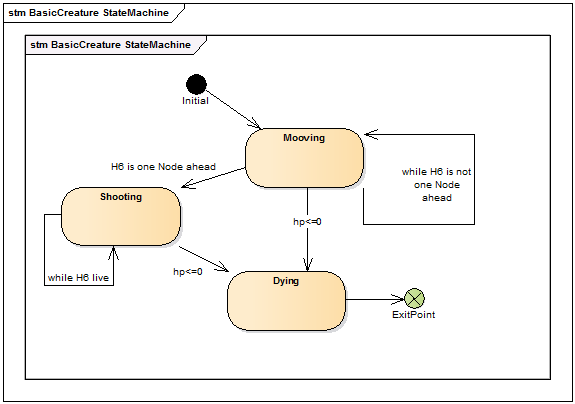 stm BasicCreature StateMachine
stm BasicCreature StateMachine
Initial
Mooving
H6 is one Node ahead
while H6 is not
one Node
ahead
Shooting
hp<=0
while H6 live
hp<=0
Dying
ExitPoint